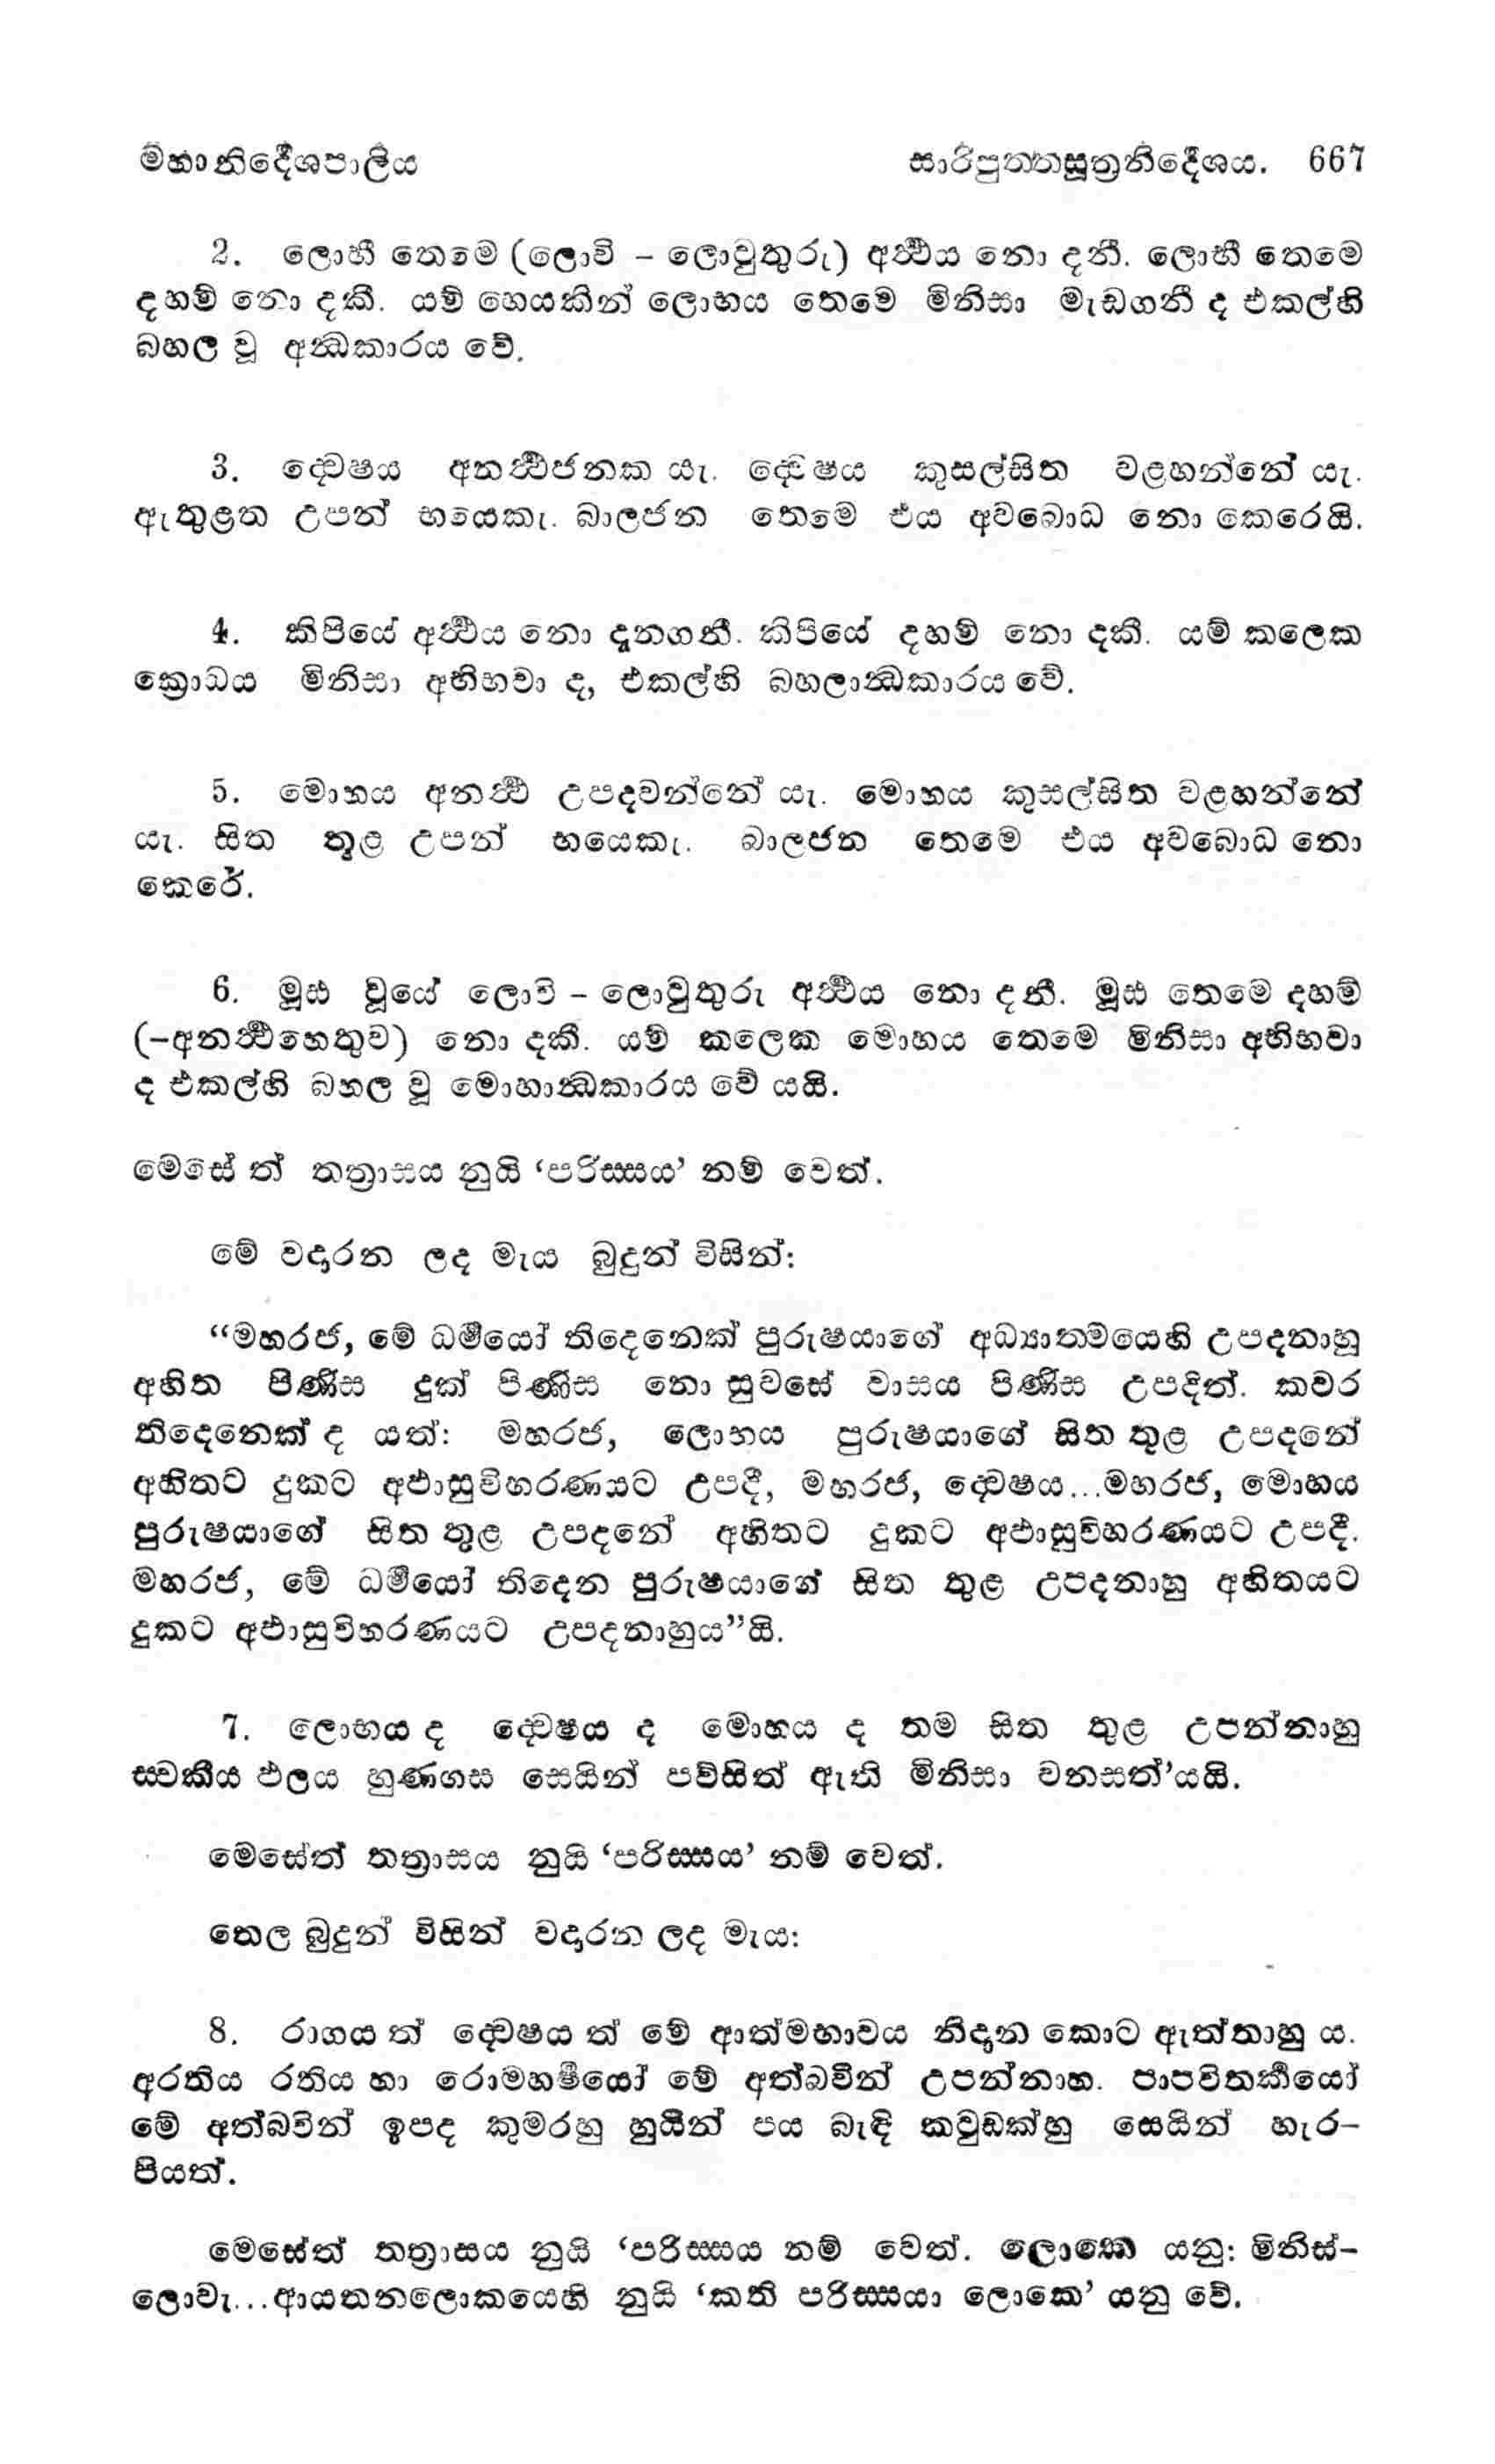 මහානිර්දේශපාලිය සාරිපුත්තසූත්‍රනිර්දේශය. 667
2. ලොභී තෙමේ (ලොවි - ලොවුතුරු) අර්ථය නො දනී. ලොභී තෙමේ
දහම් නො දකී. යම් හෙයකින් ලොභය තෙමේ මිනිසා මැඩගනී ද එකල්හි
බහල වූ අන්ධකාරය වේ.
3. ද්වෙෂය අනර්ථජනක යැ. ද්වෙෂය කුසල්සිත වළහන්නේ යැ.
ඇතුළත උපන් භයෙකැ. බාලජන තෙමේ එය අවබොධ නො කෙරෙයි.
4. කිපියේ අර්ථය නො දැනගනී. කිපියේ දහම් නො දකී. යම් කලෙක
ක්‍රොධය මිනිසා අභිභවා ද, එකල්හි බහලාන්ධකාරය වේ.
5. මොහය අනර්ථ උපදවන්නේ යැ. මොහය කුසල්සිත වළහන්නේ
යැ. සිත තුළ උපන් භයෙකැ. බාලජන තෙමේ එය අවබොධ නො
කෙරේ.
6. මූඪ වූයේ ලොවි - ලොවුතුරු අර්ථය නො දනී. මූඪ තෙමේ දහම්
(-අනර්ථහෙතුව) නො දකී. යම් කලෙක මොහය තෙමේ මිනිසා අභිභවා
ද එකල්හි බහල වූ මොහාන්ධකාරය වේ යයි.
මෙසේ ත් තත්‍රාසය නුයි ‘පරිස්සය’ නම් වෙත්.
මේ වදාරන ලද මැය බුදුන් විසින්:
“මහරජ, මේ ධර්මයෝ තිදෙනෙක් පුරුෂයාගේ අධ්‍යාත්මයෙහි උපදනාහු
අහිත පිණිස දුක් පිණිස නො සුවසේ වාසය පිණිස උපදිත්. කවර
තිදෙනෙක් ද යත්: මහරජ, ලොභය පුරුෂයාගේ සිත තුළ උපදනේ
අහිතට දුකට අඵාසුවිහරණයට උපදී, මහරජ, ද්වෙෂය...මහරජ, මොහය
පුරුෂයාගේ සිත තුළ උපදනේ අහිතට දුකට අඵාසුවිහරණයට උපදී.
මහරජ, මේ ධර්මයෝ තිදෙන පුරුෂයාගේ සිත තුළ උපදනාහු අහිතයට
දුකට අඵාසුවිහරණයට උපදනාහුය”යි.
7. ලොභය ද ද්වෙෂය ද මොහය ද තම සිත තුළ උපන්නාහු
ස්වකීය ඵලය හුණගස සෙයින් පව්සිත් ඇති මිනිසා වනසත්’යයි.
මෙසේත් තත්‍රාසය නුයි ‘පරිස්සය’ නම් වෙත්.
තෙල බුදුන් විසින් වදාරන ලද මැය:
8. රාගය ත් ද්වෙෂය ත් මේ ආත්මභාවය නිදාන කොට ඇත්තාහු ය.
අරතිය රතිය හා රොමහර්ෂයෝ මේ අත්බවින් උපන්නාහ. පාපවිතර්කයෝ
මේ අත්බවින් ඉපද කුමරහු හුයින් පය බැඳි කවුඩක්හු සෙයින් හැර-
පියත්.
මෙසේත් තත්‍රාසය නුයි ‘පරිස්සය නම් වෙත්. ලොකෙ යනු: මිනිස්-
ලොවැ...ආයතනලොකයෙහි නුයි ‘කති පරිස්සයා ලොකෙ’ යනු වේ.